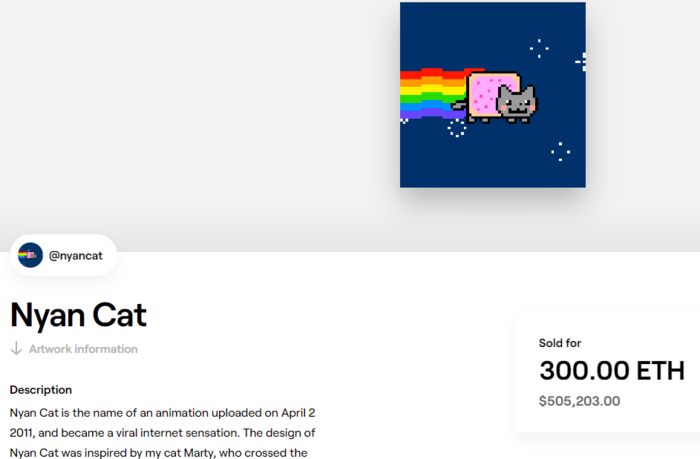 @nyancat
Nyan Cat
Artwork information
Sold for
300.00 ETH
$505,203.00
Description
Nyan Cat is the name of an animation uploaded on April 2
2011, and became a viral internet sensation. The design of
Nyan Cat was inspired by my cat Marty, who crossed the